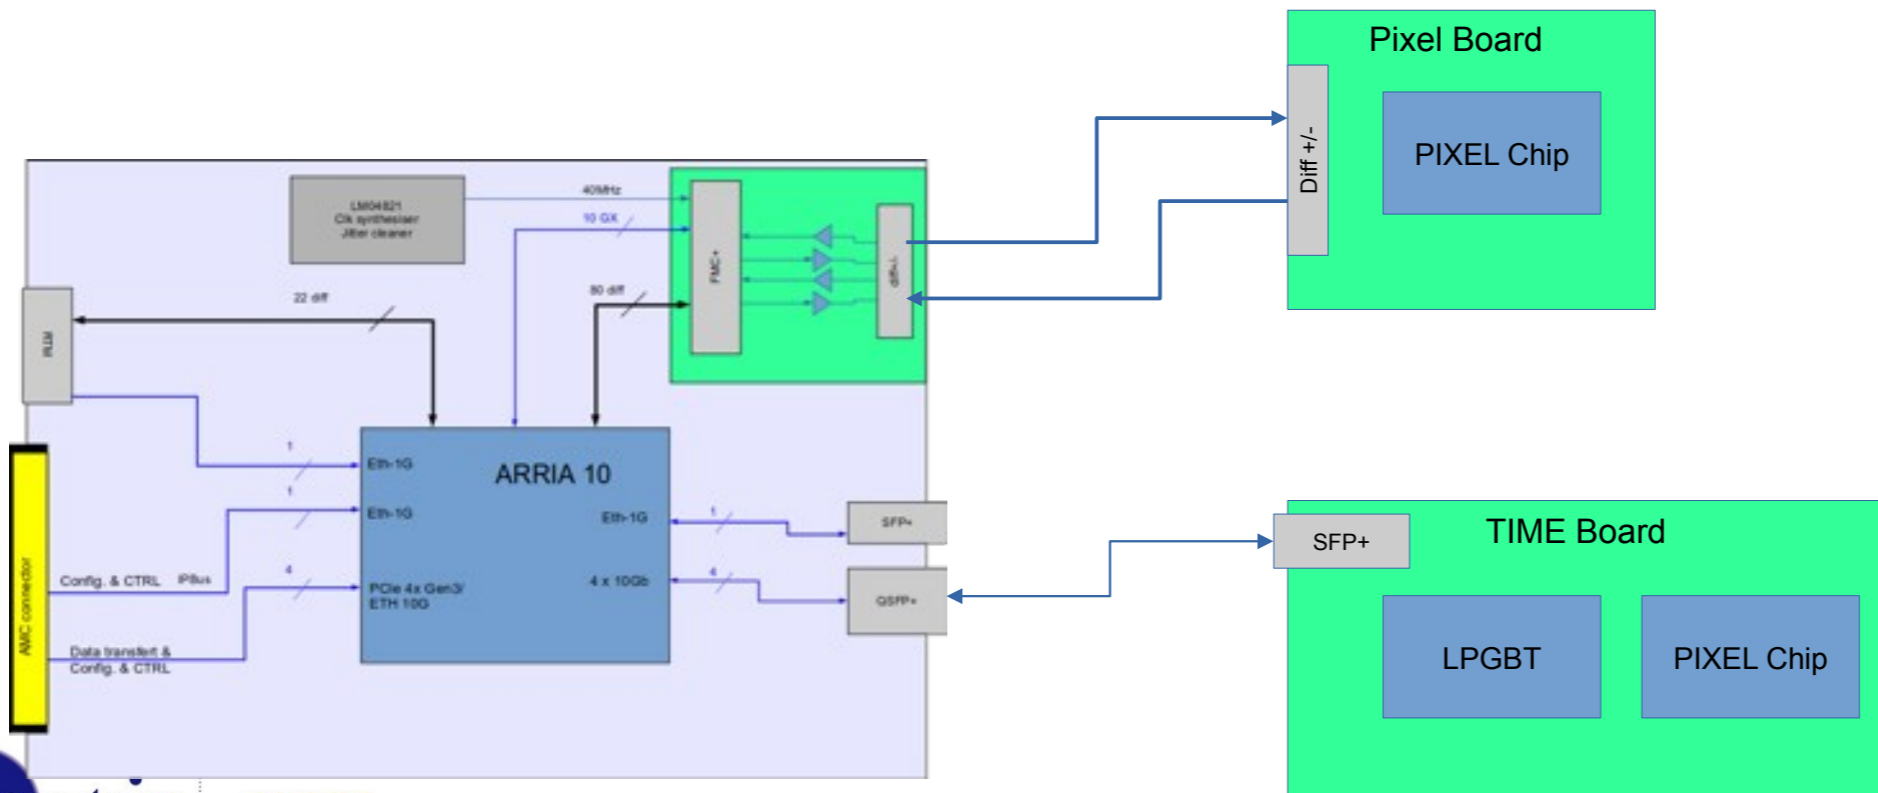 Pixel Board
Diff +/-
PIXEL Chip
LMG4821
Clk synthesiser
Jitter cleaner
40MHz
10 GX
FMC+
diff+/-
22 diff
80 diff
ARRIA 10
1
Eth-1G
1
Eth-1G
Eth-1G
1
SFP+
AMC connector
Config. & CTRL
IPBus
4
PCIe 4x Gen3/
ETH 10G
4 x 10Gb
4
QSFP+
Data transfert &
Config. & CTRL
SFP+
TIME Board
LPGBT
PIXEL Chip